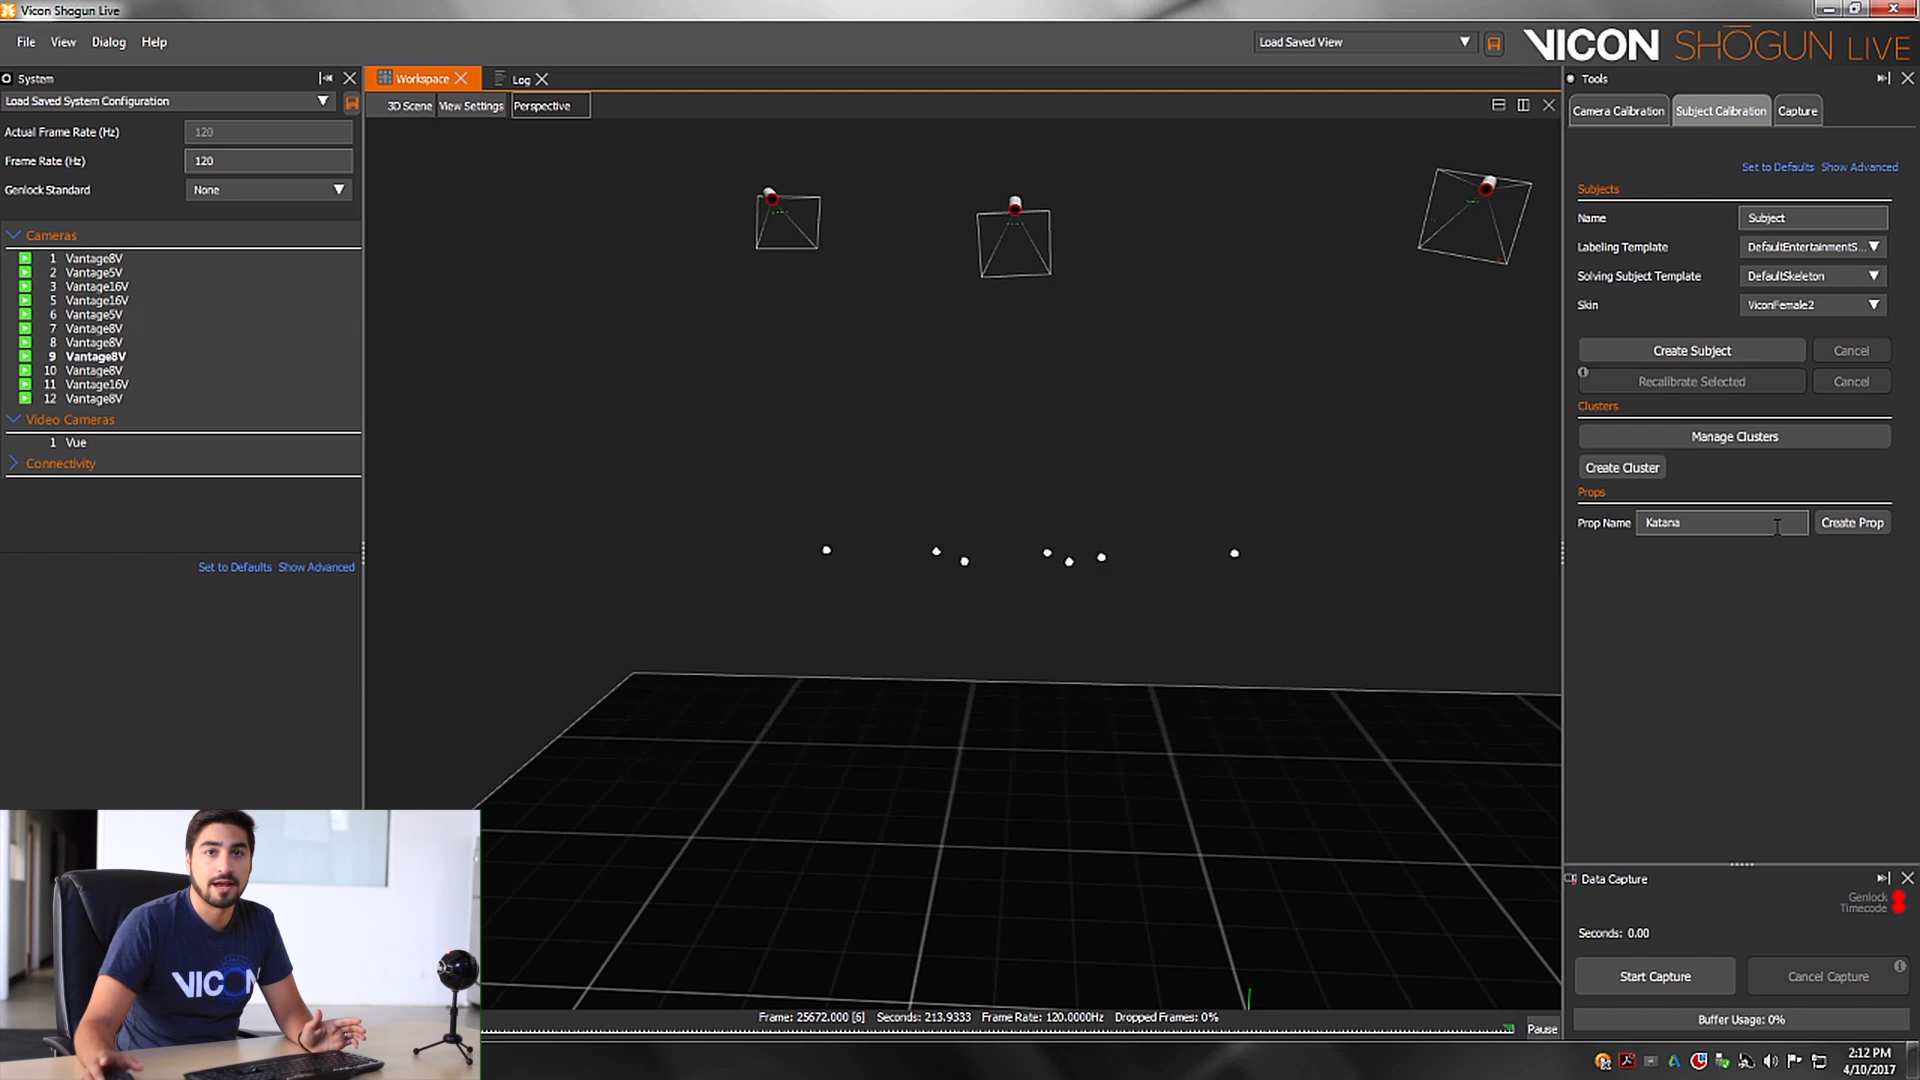 Vicon Shogun Live
File View Dialog Help
Load Saved View
VICON SHŌGUN LIVE
System
Load Saved System Configuration
Actual Frame Rate (Hz) 120
Frame Rate (Hz) 120
Genlock Standard None
Cameras
1 Vantage8V
2 Vantage5V
3 Vantage16V
5 Vantage16V
6 Vantage5V
7 Vantage8V
8 Vantage8V
9 Vantage8V
10 Vantage8V
11 Vantage16V
12 Vantage8V
Video Cameras
1 Vue
Connectivity
Set to Defaults Show Advanced
Workspace Log
3D Scene View Settings Perspective
Frame: 25672.000 [6] Seconds: 213.9333 Frame Rate: 120.0000Hz Dropped Frames: 0%
Pause
Tools
Camera Calibration Subject Calibration Capture
Set to Defaults Show Advanced
Subjects
Name Subject
Labeling Template DefaultEntertainmentS...
Solving Subject Template DefaultSkeleton
Skin ViconFemale2
Create Subject Cancel
Recalibrate Selected Cancel
Clusters
Manage Clusters
Create Cluster
Props
Prop Name Katana Create Prop
Data Capture
Genlock
Timecode
Seconds: 0.00
Start Capture Cancel Capture
Buffer Usage: 0%
VICON
2:12 PM
4/10/2017